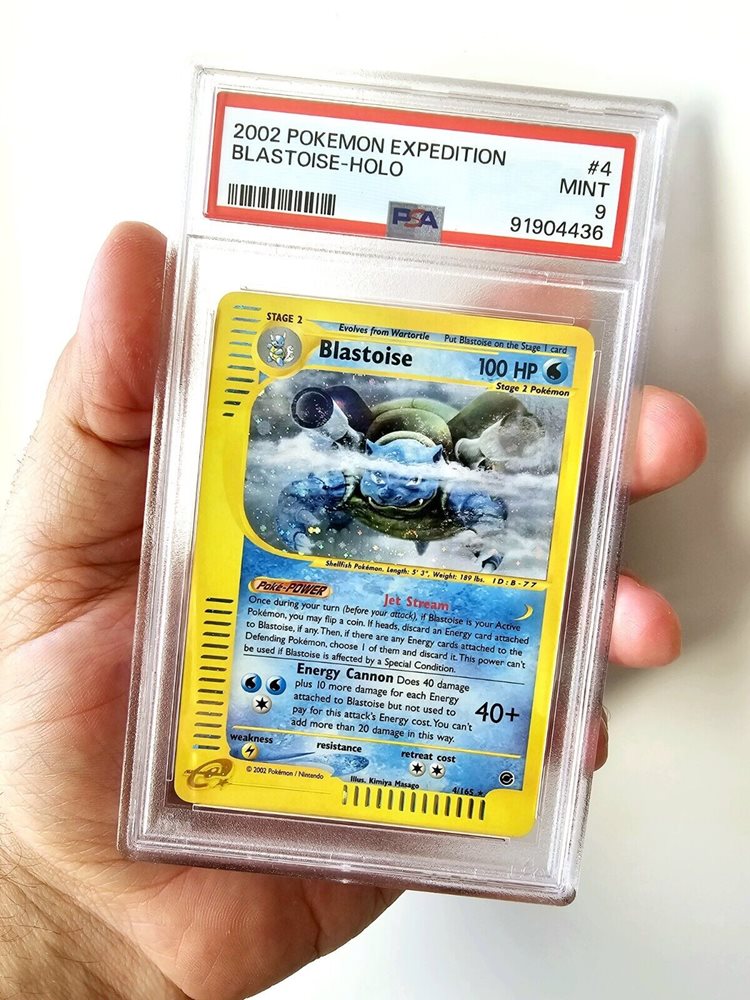 2002 POKEMON EXPEDITION #4
BLASTOISE-HOLO MINT
9
PSA 91904436
STAGE 2 Evolves from Wartortle Put Blastoise on the Stage 1 card
Blastoise 100 HP
Stage 2 Pokémon
Shellfish Pokémon. Length: 5' 3", Weight: 189 lbs. ID: B-77
Poké-POWER Jet Stream
Once during your turn (before your attack), if Blastoise is your Active
Pokémon, you may flip a coin. If heads, discard an Energy card attached
to Blastoise, if any. Then, if there are any Energy cards attached to the
Defending Pokémon, choose 1 of them and discard it. This power can't
be used if Blastoise is affected by a Special Condition.
Energy Cannon Does 40 damage
plus 10 more damage for each Energy
attached to Blastoise but not used to
pay for this attack's Energy cost. You can't
add more than 20 damage in this way.
40+
weakness resistance retreat cost
© 2002 Pokémon / Nintendo Illus. Kimiya Masago 4/165